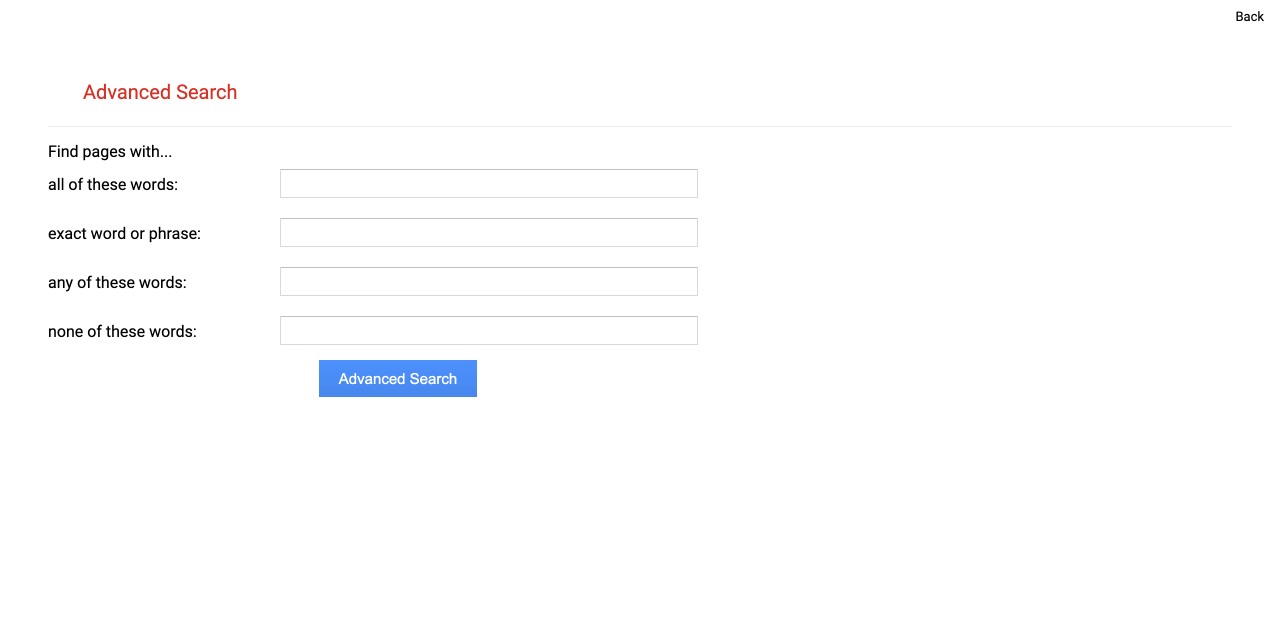 Back
Advanced Search
Find pages with...
all of these words:
exact word or phrase:
any of these words:
none of these words:
Advanced Search